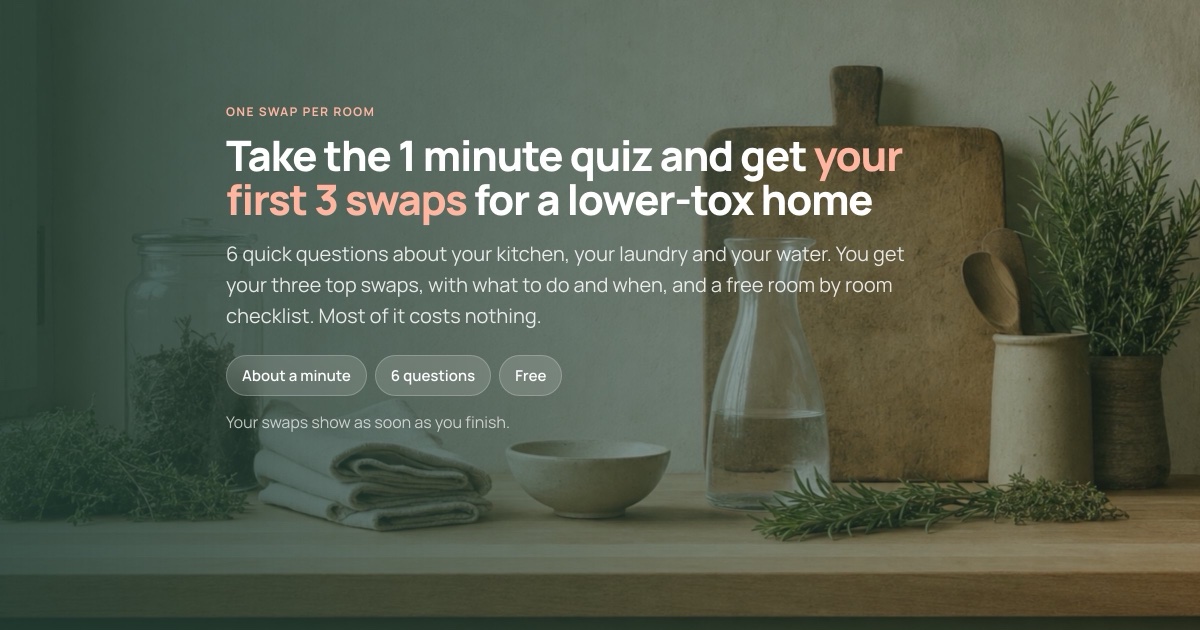 ONE SWAP PER ROOM
Take the 1 minute quiz and get your
first 3 swaps for a lower-tox home
6 quick questions about your kitchen, your laundry and your water. You get
your three top swaps, with what to do and when, and a free room by room
checklist. Most of it costs nothing.
About a minute
6 questions
Free
Your swaps show as soon as you finish.